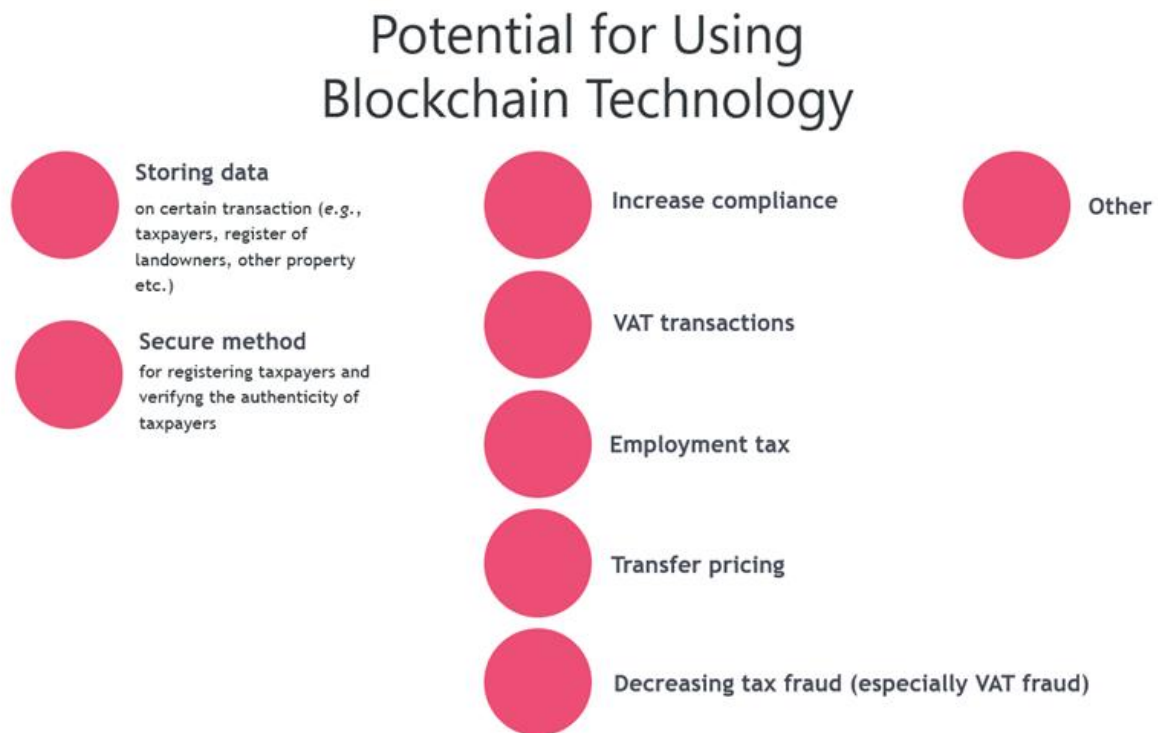 Potential for Using
Blockchain Technology
Storing data
on certain transaction (e.g.,
taxpayers, register of
landowners, other property
etc.)
Secure method
for registering taxpayers and
verifyng the authenticity of
taxpayers
Increase compliance
VAT transactions
Employment tax
Transfer pricing
Decreasing tax fraud (especially VAT fraud)
Other